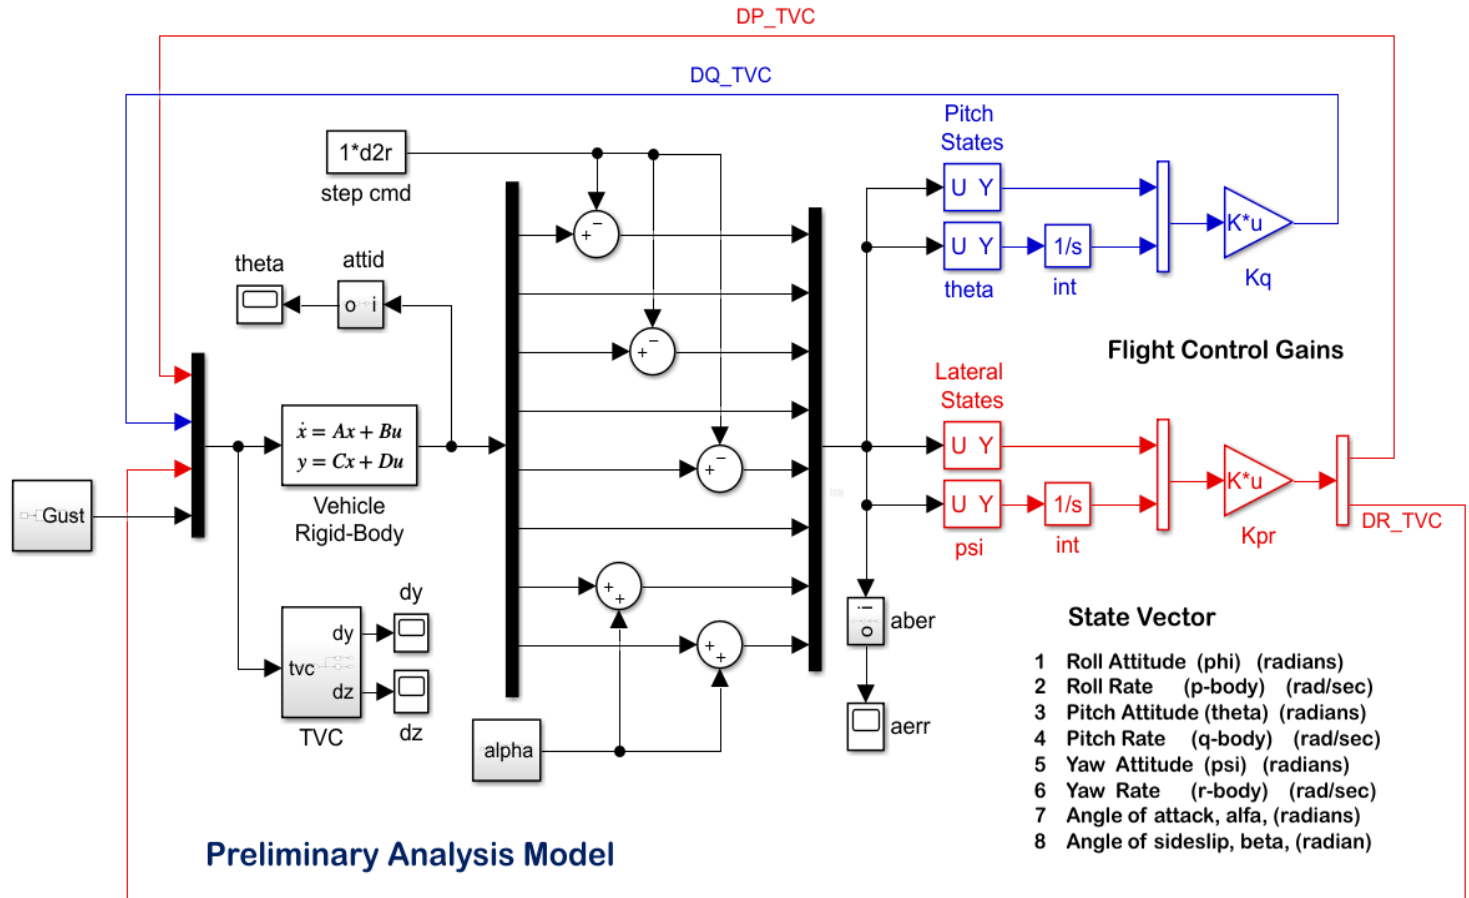 DP_TVC
DQ_TVC
Pitch
States
1*d2r
step cmd
U Y
K*u
Kq
U Y
1/s
theta
int
theta
attid
o i
+ −
+ −
+ −
Flight Control Gains
Lateral
States
U Y
K*u
Kpr
U Y
1/s
psi
int
DR_TVC
ẋ = Ax + Bu
y = Cx + Du
Vehicle
Rigid-Body
Gust
+ +
+ +
dy
tvc
dy
dz
TVC
dz
alpha
i
o
aber
aerr
State Vector
1 Roll Attitude (phi) (radians)
2 Roll Rate (p-body) (rad/sec)
3 Pitch Attitude (theta) (radians)
4 Pitch Rate (q-body) (rad/sec)
5 Yaw Attitude (psi) (radians)
6 Yaw Rate (r-body) (rad/sec)
7 Angle of attack, alfa, (radians)
8 Angle of sideslip, beta, (radian)
Preliminary Analysis Model